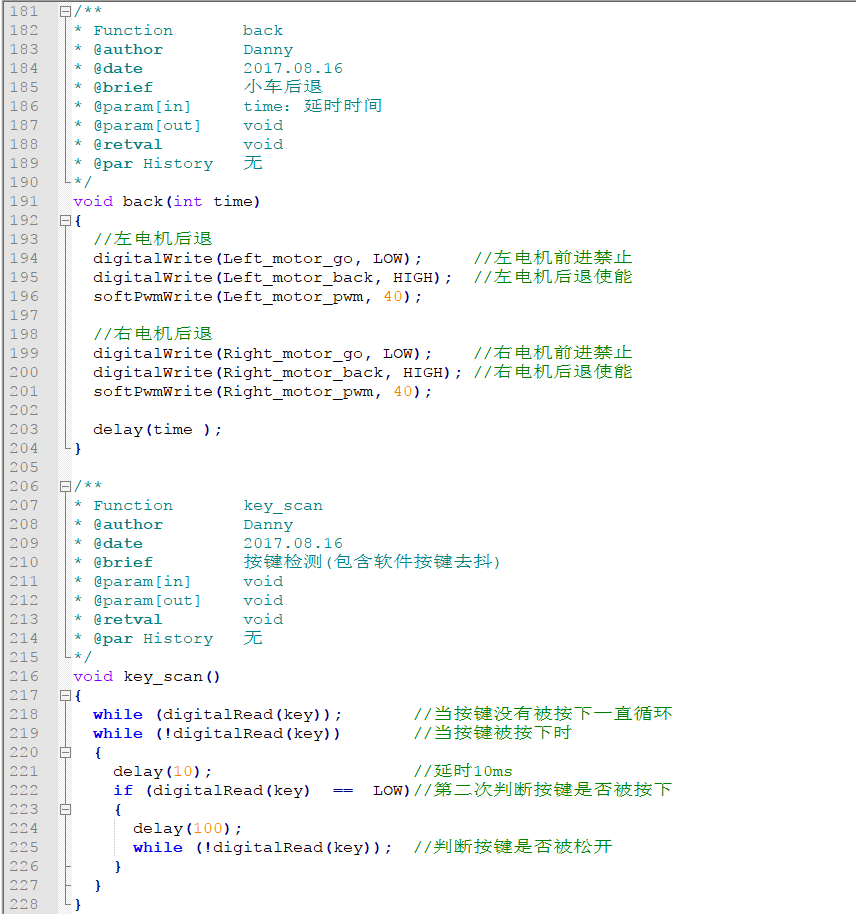 181 /**
182 * Function       back
183 * @author        Danny
184 * @date          2017.08.16
185 * @brief         小车后退
186 * @param[in]     time: 延时时间
187 * @param[out]    void
188 * @retval        void
189 * @par History   无
190 */
191 void back(int time)
192 {
193   //左电机后退
194   digitalWrite(Left_motor_go, LOW);     //左电机前进禁止
195   digitalWrite(Left_motor_back, HIGH);  //左电机后退使能
196   softPwmWrite(Left_motor_pwm, 40);
197
198   //右电机后退
199   digitalWrite(Right_motor_go, LOW);    //右电机前进禁止
200   digitalWrite(Right_motor_back, HIGH); //右电机后退使能
201   softPwmWrite(Right_motor_pwm, 40);
202
203   delay(time );
204 }
205
206 /**
207 * Function       key_scan
208 * @author        Danny
209 * @date          2017.08.16
210 * @brief         按键检测(包含软件按键去抖)
211 * @param[in]     void
212 * @param[out]    void
213 * @retval        void
214 * @par History   无
215 */
216 void key_scan()
217 {
218   while (digitalRead(key));       //当按键没有被按下一直循环
219   while (!digitalRead(key))       //当按键被按下时
220   {
221     delay(10);                    //延时10ms
222     if (digitalRead(key)  ==  LOW)//第二次判断按键是否被按下
223     {
224       delay(100);
225       while (!digitalRead(key));  //判断按键是否被松开
226     }
227   }
228 }